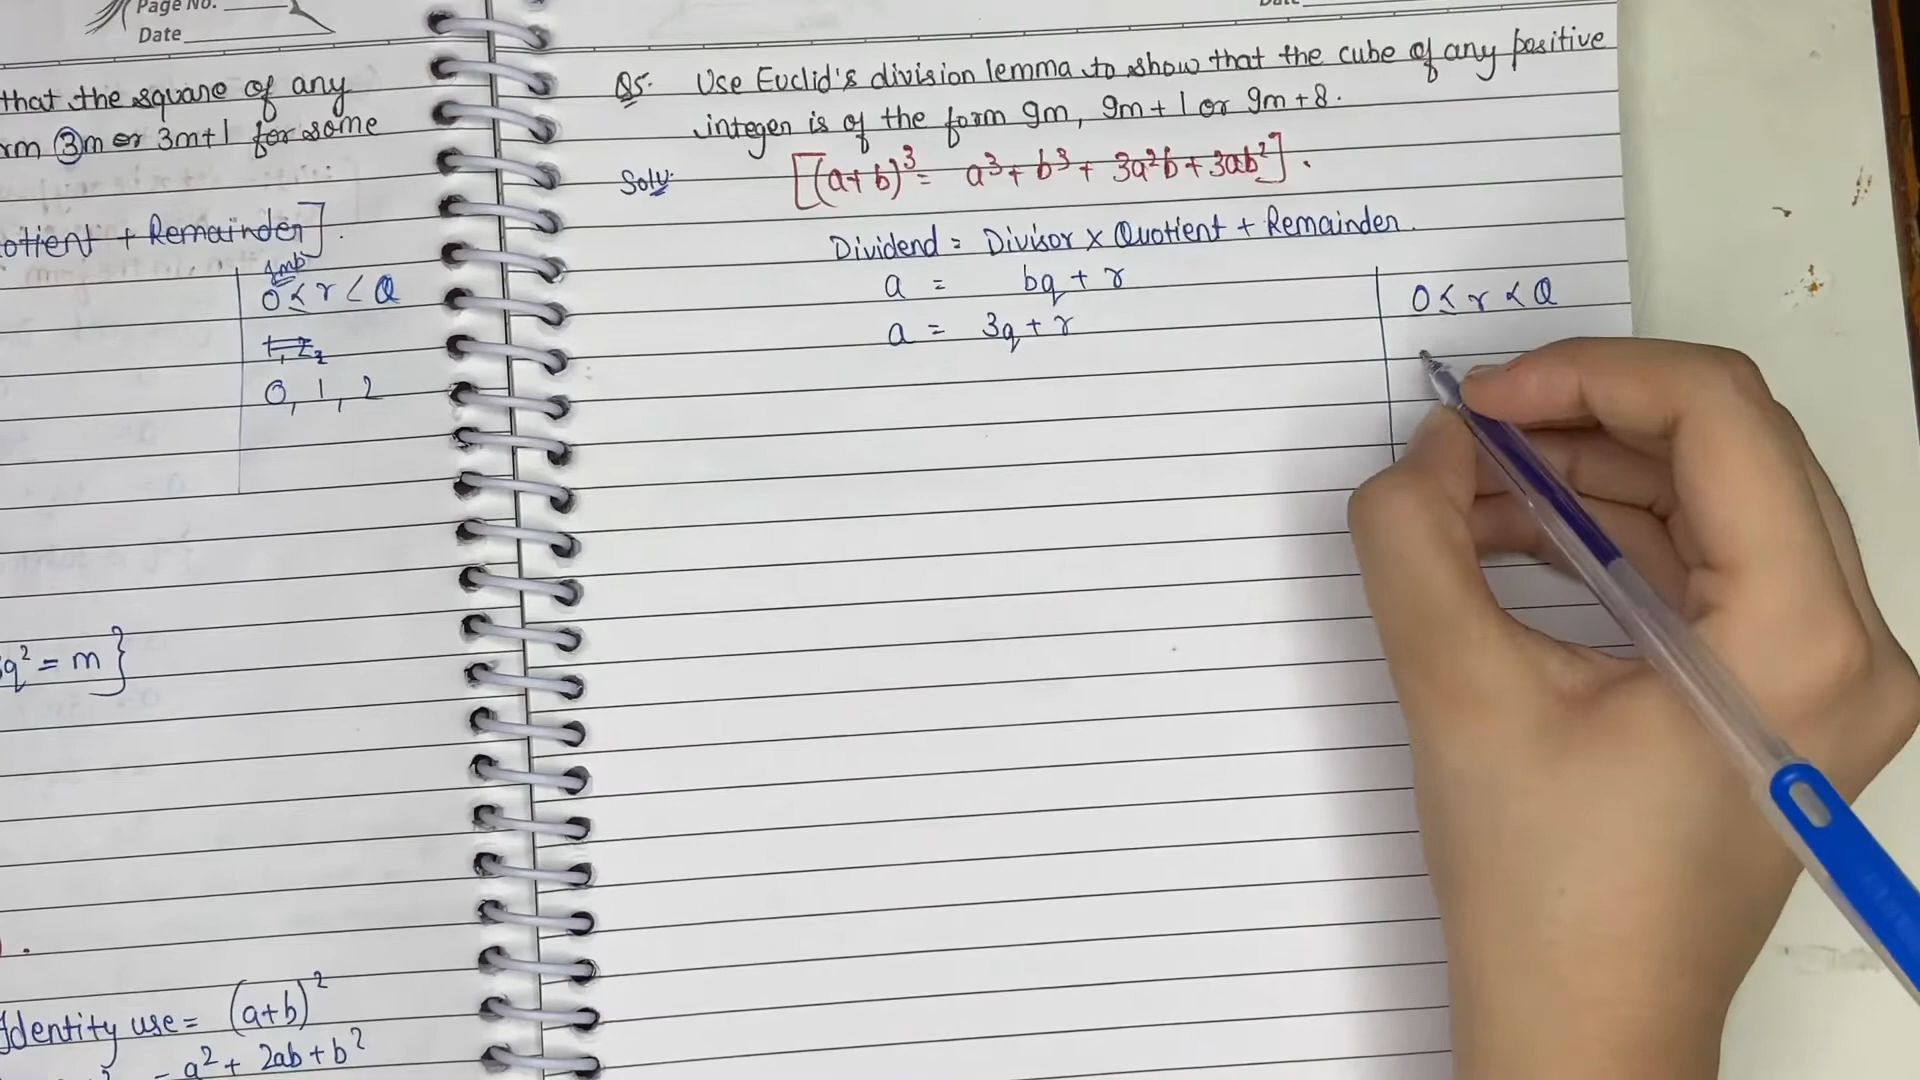 Page No.
Date
that the square of any
rm 3m or 3m+1 for some
otient + Remainder].
0 ≤ r < Q
0, 1, 2
q² = m }
Identity use = (a+b)²
= a² + 2ab + b²
Q5. Use Euclid's division lemma to show that the cube of any positive
integer is of the form 9m, 9m+1 or 9m+8.
Solu.
[(a+b)³ = a³ + b³ + 3a²b + 3ab²].
Dividend = Divisor × Quotient + Remainder.
a = bq + r
a = 3q + r
0 ≤ r < Q